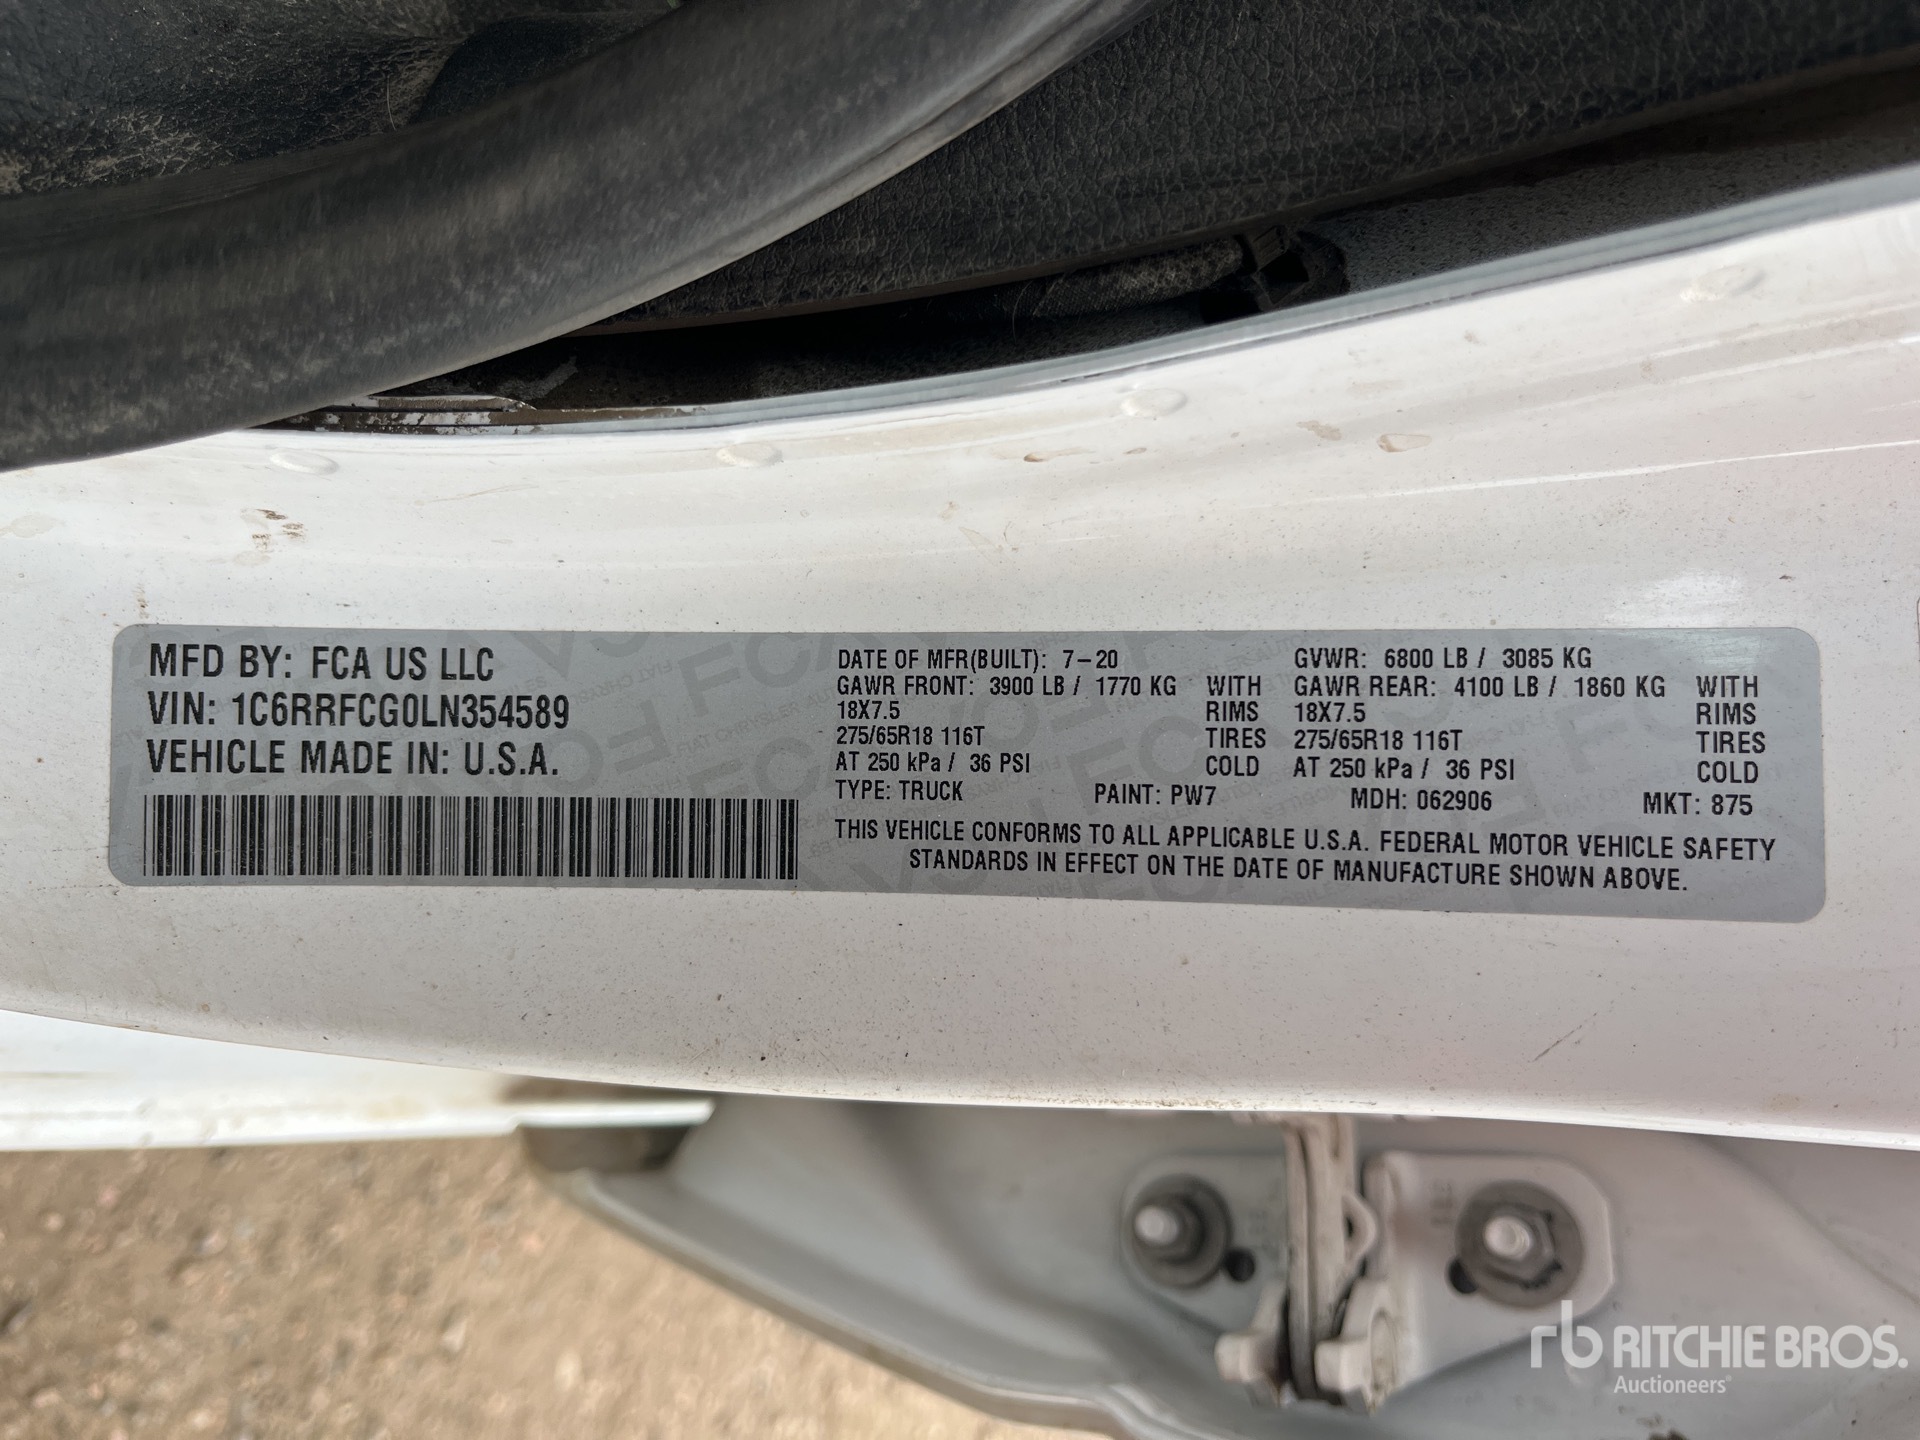 MFD BY: FCA US LLC
VIN: 1C6RRFCG0LN354589
VEHICLE MADE IN: U.S.A.
DATE OF MFR(BUILT): 7-20 GVWR: 6800 LB / 3085 KG
GAWR FRONT: 3900 LB / 1770 KG WITH GAWR REAR: 4100 LB / 1860 KG WITH
18X7.5 RIMS 18X7.5 RIMS
275/65R18 116T TIRES 275/65R18 116T TIRES
AT 250 kPa / 36 PSI COLD AT 250 kPa / 36 PSI COLD
TYPE: TRUCK PAINT: PW7 MDH: 062906 MKT: 875
THIS VEHICLE CONFORMS TO ALL APPLICABLE U.S.A. FEDERAL MOTOR VEHICLE SAFETY
STANDARDS IN EFFECT ON THE DATE OF MANUFACTURE SHOWN ABOVE.
rb RITCHIE BROS.
Auctioneers